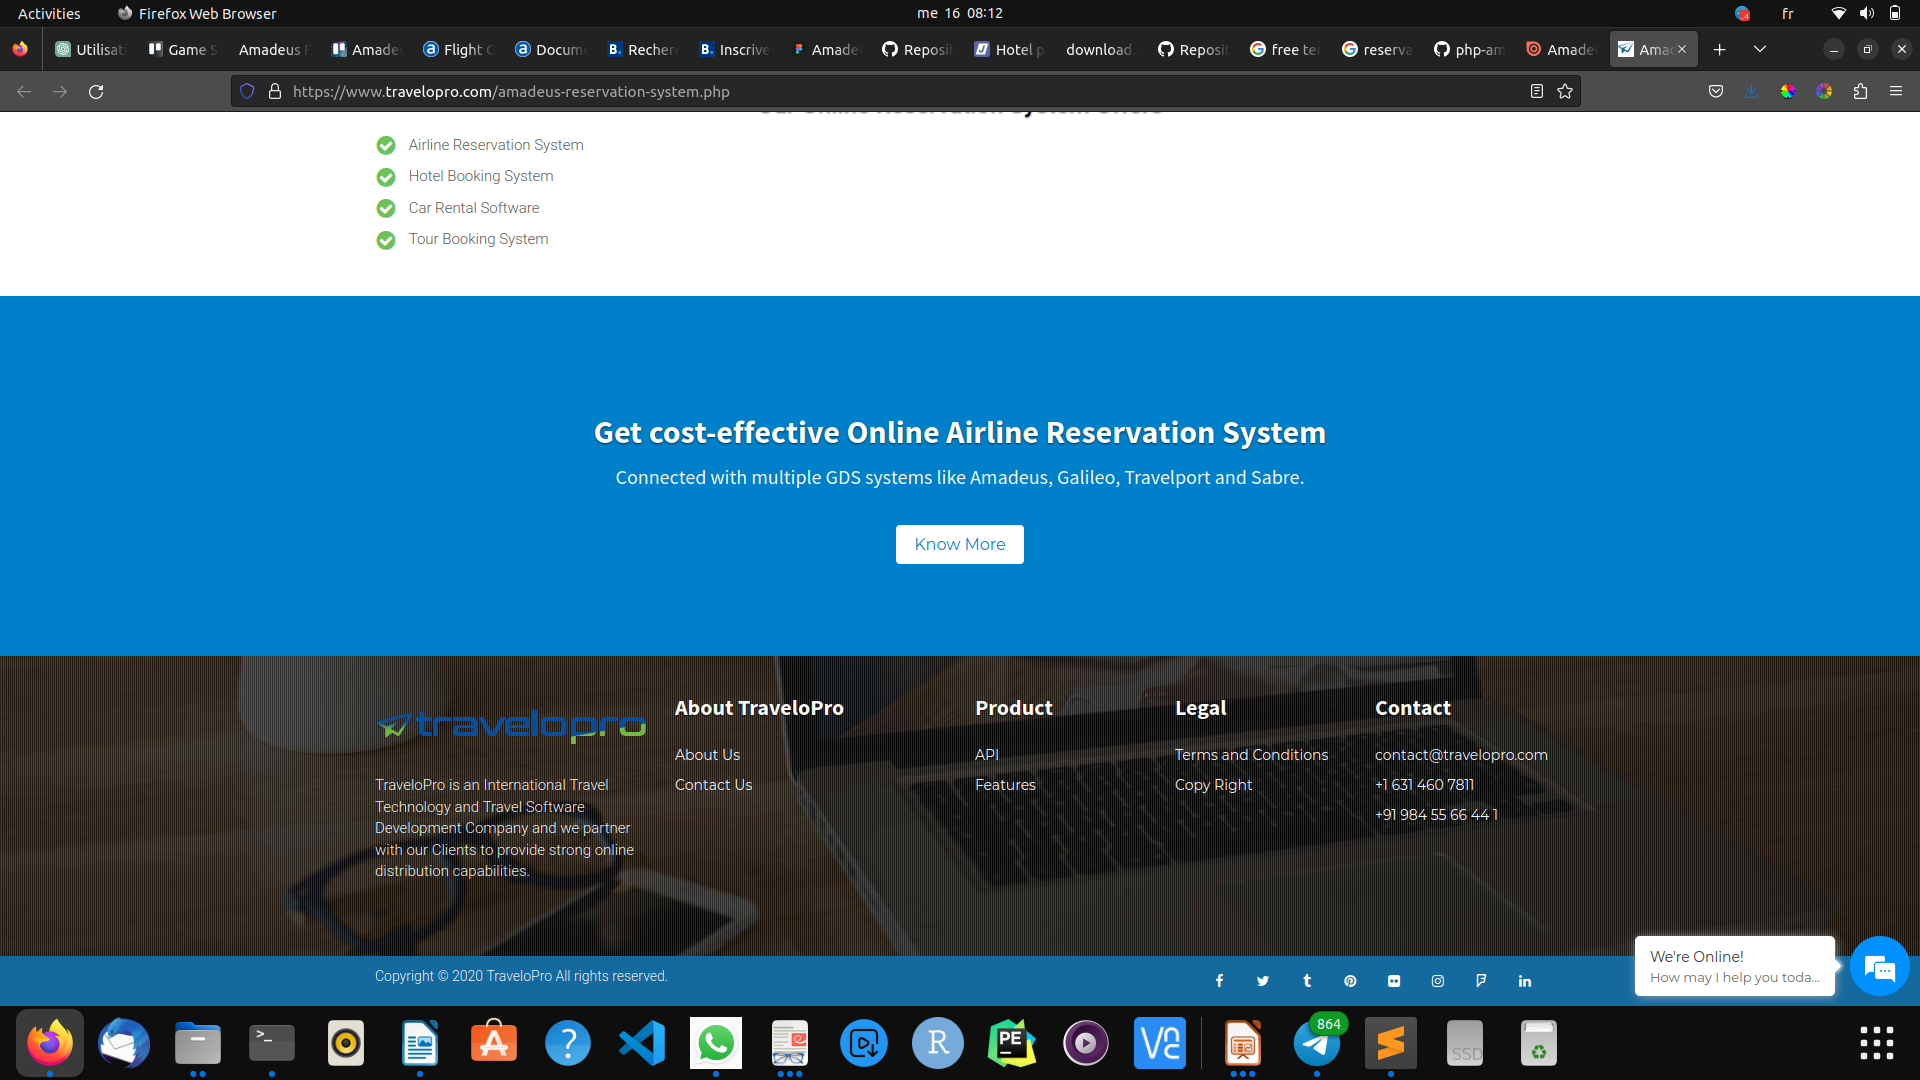 Activities
Firefox Web Browser
me 16 08:12
fr
Utilisat
Game S
Amadeus F
Amade
Flight C
Docum
Recher
Inscrive
Amade
Reposit
Hotel p
download.
Reposit
free te
reserva
php-am
Amade
Amad
https://www.travelopro.com/amadeus-reservation-system.php
Our Online Reservation System Offers
Airline Reservation System
Hotel Booking System
Car Rental Software
Tour Booking System
Get cost-effective Online Airline Reservation System
Connected with multiple GDS systems like Amadeus, Galileo, Travelport and Sabre.
Know More
travelopro
TraveloPro is an International Travel
Technology and Travel Software
Development Company and we partner
with our Clients to provide strong online
distribution capabilities.
About TraveloPro
About Us
Contact Us
Product
API
Features
Legal
Terms and Conditions
Copy Right
Contact
contact@travelopro.com
+1 631 460 7811
+91 984 55 66 44 1
We're Online!
How may I help you toda...
Copyright © 2020 TraveloPro All rights reserved.
864
SSD